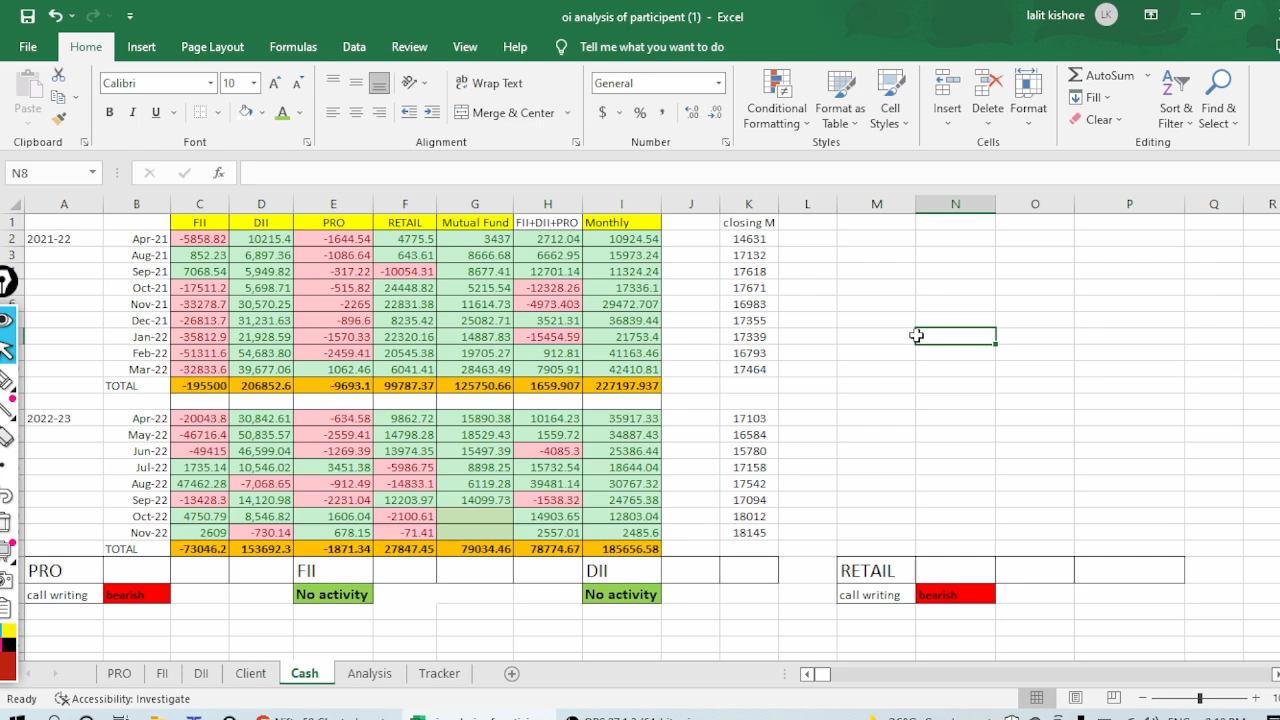 oi analysis of participent (1) - Excel
lalit kishore LK
File Home Insert Page Layout Formulas Data Review View Help Tell me what you want to do
Calibri 10 Wrap Text General AutoSum
Paste Merge & Center Conditional Formatting Format as Table Cell Styles Insert Delete Format Fill Clear Sort & Filter Find & Select
Clipboard Font Alignment Number Styles Cells Editing
N8
A B C D E F G H I J K L M N O P Q R
1 FII DII PRO RETAIL Mutual Fund FII+DII+PRO Monthly closing M
2 2021-22 Apr-21 -5858.82 10215.4 -1644.54 4775.5 3437 2712.04 10924.54 14631
3 Aug-21 852.23 6,897.36 -1086.64 643.61 8666.68 6662.95 15973.24 17132
Sep-21 7068.54 5,949.82 -317.22 -10054.31 8677.41 12701.14 11324.24 17618
Oct-21 -17511.2 5,698.71 -515.82 24448.82 5215.54 -12328.26 17336.1 17671
Nov-21 -33278.7 30,570.25 -2265 22831.38 11614.73 -4973.403 29472.707 16983
Dec-21 -26813.7 31,231.63 -896.6 8235.42 25082.71 3521.31 36839.44 17355
Jan-22 -35812.9 21,928.59 -1570.33 22320.16 14887.83 -15454.59 21753.4 17339
Feb-22 -51311.6 54,683.80 -2459.41 20545.38 19705.27 912.81 41163.46 16793
Mar-22 -32833.6 39,677.06 1062.46 6041.41 28463.49 7905.91 42410.81 17464
TOTAL -195500 206852.6 -9693.1 99787.37 125750.66 1659.907 227197.937
2022-23 Apr-22 -20043.8 30,842.61 -634.58 9862.72 15890.38 10164.23 35917.33 17103
May-22 -46716.4 50,835.57 -2559.41 14798.28 18529.43 1559.72 34887.43 16584
Jun-22 -49415 46,599.04 -1269.39 13974.35 15497.39 -4085.3 25386.44 15780
Jul-22 1735.14 10,546.02 3451.38 -5986.75 8898.25 15732.54 18644.04 17158
Aug-22 47462.28 -7,068.65 -912.49 -14833.1 6119.28 39481.14 30767.32 17542
Sep-22 -13428.3 14,120.98 -2231.04 12203.97 14099.73 -1538.32 24765.38 17094
Oct-22 4750.79 8,546.82 1606.04 -2100.61 14903.65 12803.04 18012
Nov-22 2609 -730.14 678.15 -71.41 2557.01 2485.6 18145
TOTAL -73046.2 153692.3 -1871.34 27847.45 79034.46 78774.67 185656.58
PRO FII DII RETAIL
call writing bearish No activity No activity call writing bearish
PRO FII DII Client Cash Analysis Tracker
Ready Accessibility: Investigate